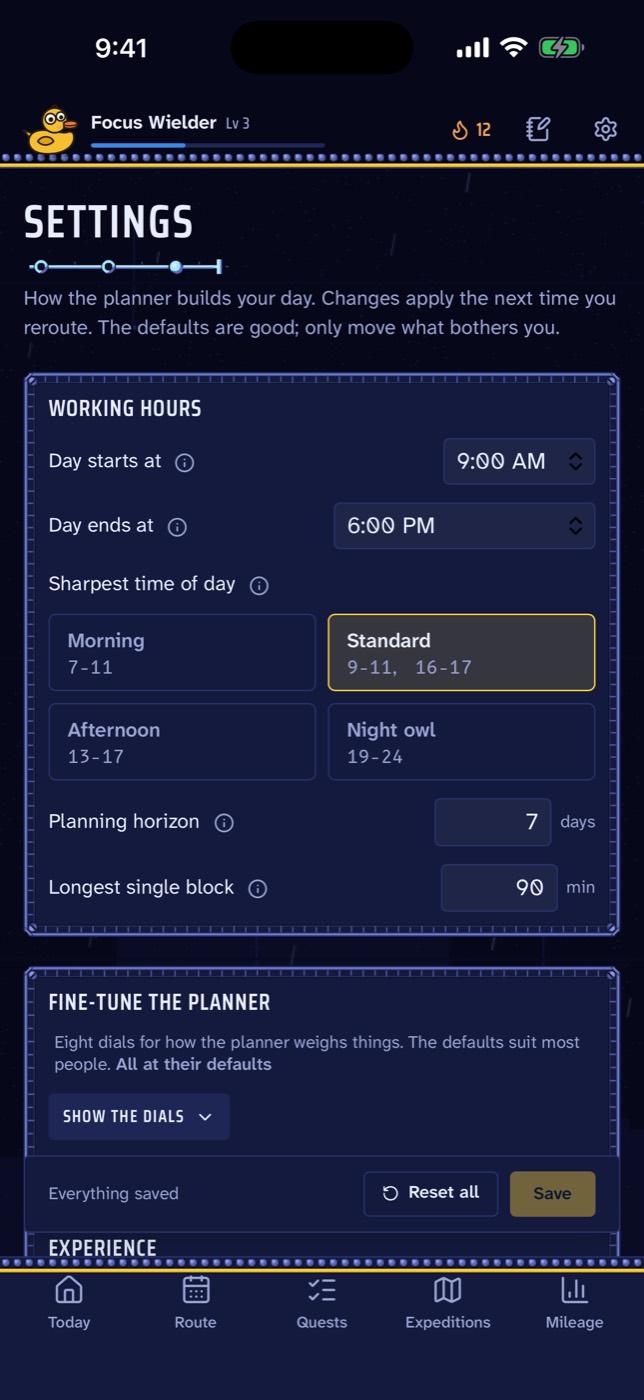 9:41
Focus Wielder Lv 3
12
SETTINGS
How the planner builds your day. Changes apply the next time you
reroute. The defaults are good; only move what bothers you.
WORKING HOURS
Day starts at
9:00 AM
Day ends at
6:00 PM
Sharpest time of day
Morning
7-11
Standard
9-11, 16-17
Afternoon
13-17
Night owl
19-24
Planning horizon
7 days
Longest single block
90 min
FINE-TUNE THE PLANNER
Eight dials for how the planner weighs things. The defaults suit most
people. All at their defaults
SHOW THE DIALS
Everything saved
Reset all
Save
EXPERIENCE
Today
Route
Quests
Expeditions
Mileage